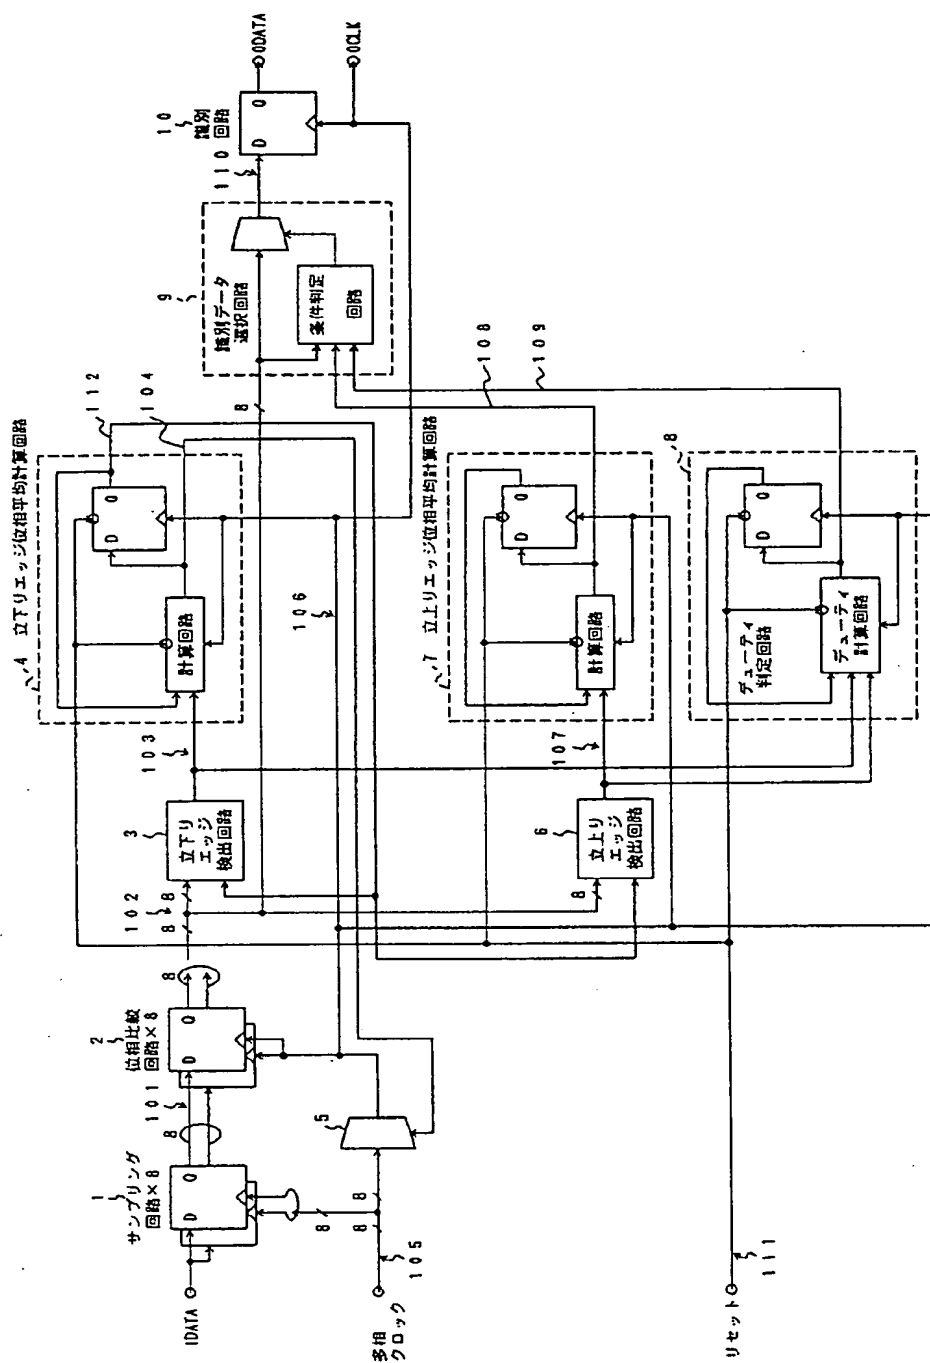 IDATA
1
サンプリング
回路×8
D
Q
8
101
2
位相比較
回路×8
D
Q
8
102
8
8
3
立下り
エッジ
検出回路
103
4
立下りエッジ位相平均計算回路
計算回路
D
Q
112
104
8
9
識別データ
選択回路
条件判定
回路
110
10
識別
回路
D
Q
ODATA
OCLK
多相
クロック
105
8
8
8
5
106
8
6
立上り
エッジ
検出回路
107
7
立上りエッジ位相平均計算回路
計算回路
D
Q
108
109
リセット
111
8
デューティ
判定回路
デューティ
計算回路
D
Q